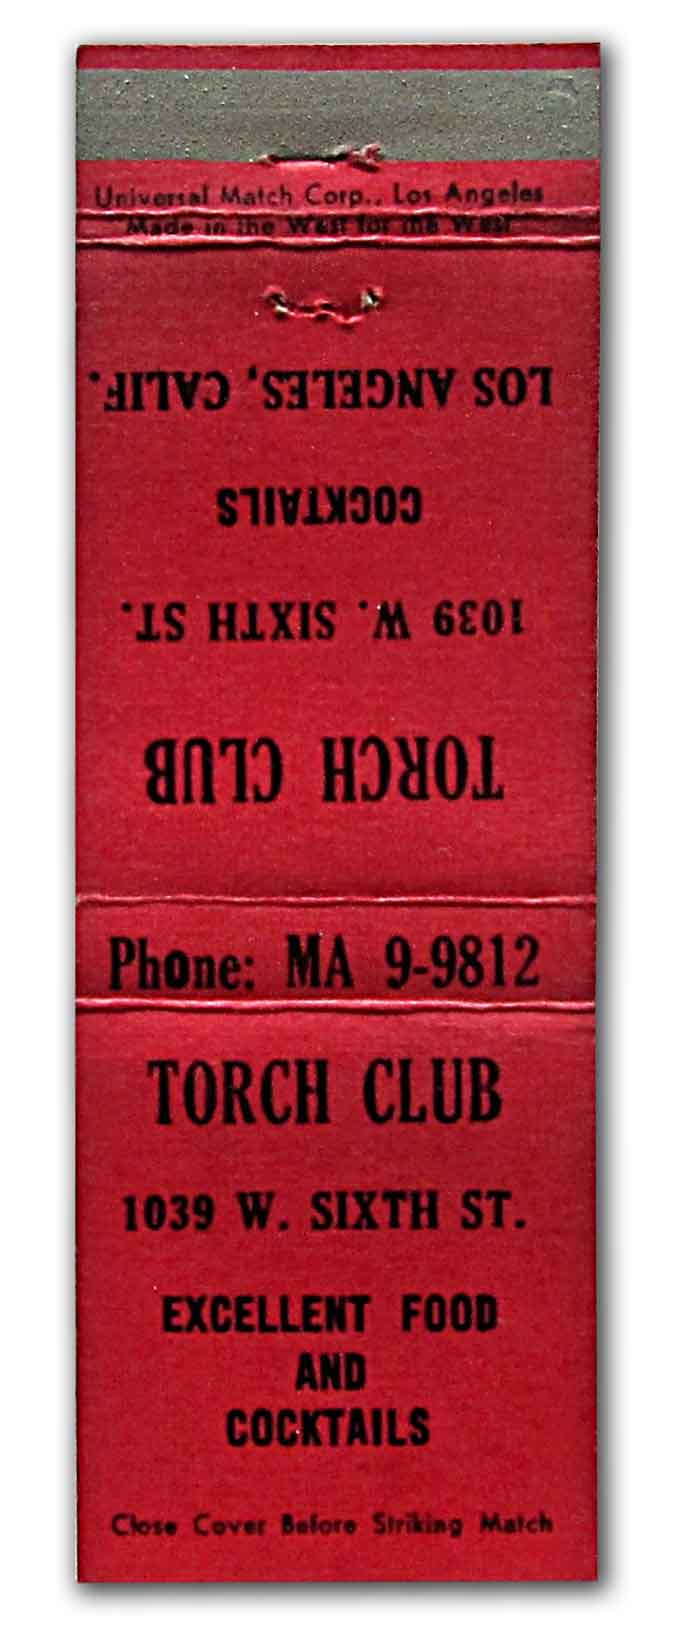 Universal Match Corp., Los Angeles
Made in the West for the West
TORCH CLUB
1039 W. SIXTH ST.
COCKTAILS
LOS ANGELES, CALIF.
Phone: MA 9-9812
TORCH CLUB
1039 W. SIXTH ST.
EXCELLENT FOOD
AND
COCKTAILS
Close Cover Before Striking Match